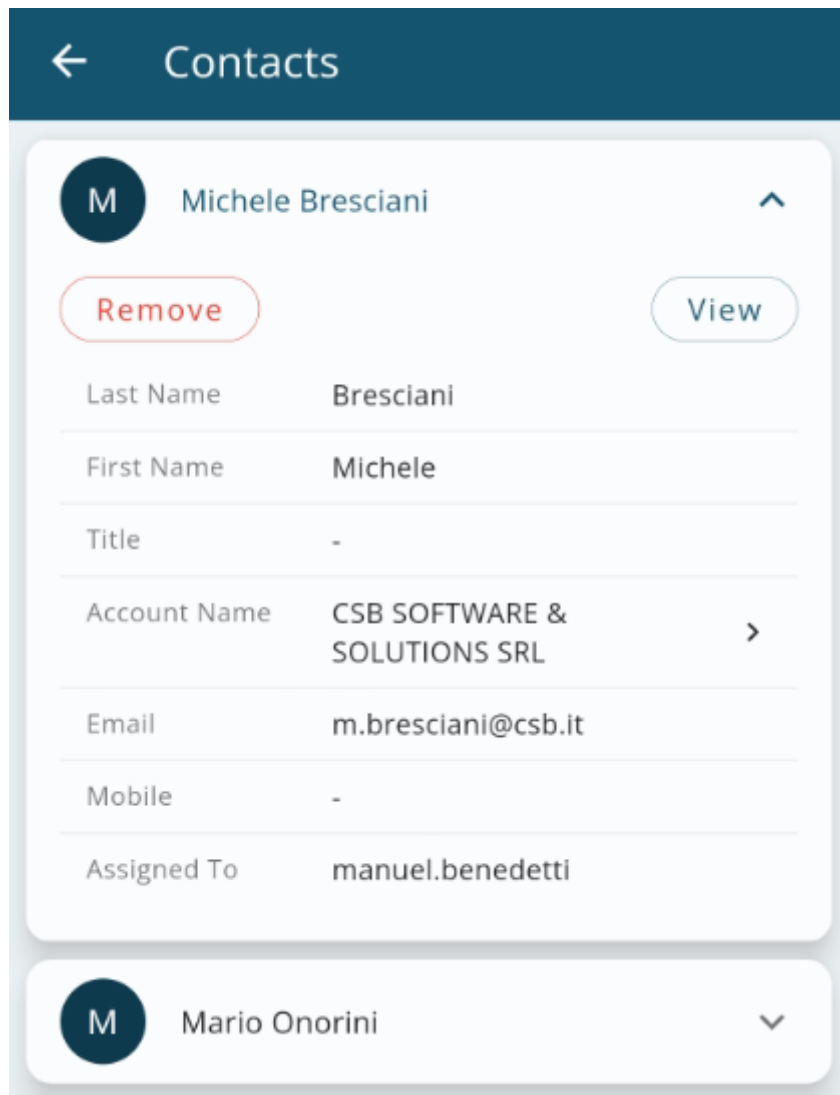 Contacts
M
Michele Bresciani
Remove
View
Last Name Bresciani
First Name Michele
Title -
Account Name CSB SOFTWARE &
SOLUTIONS SRL
Email m.bresciani@csb.it
Mobile -
Assigned To manuel.benedetti
M
Mario Onorini